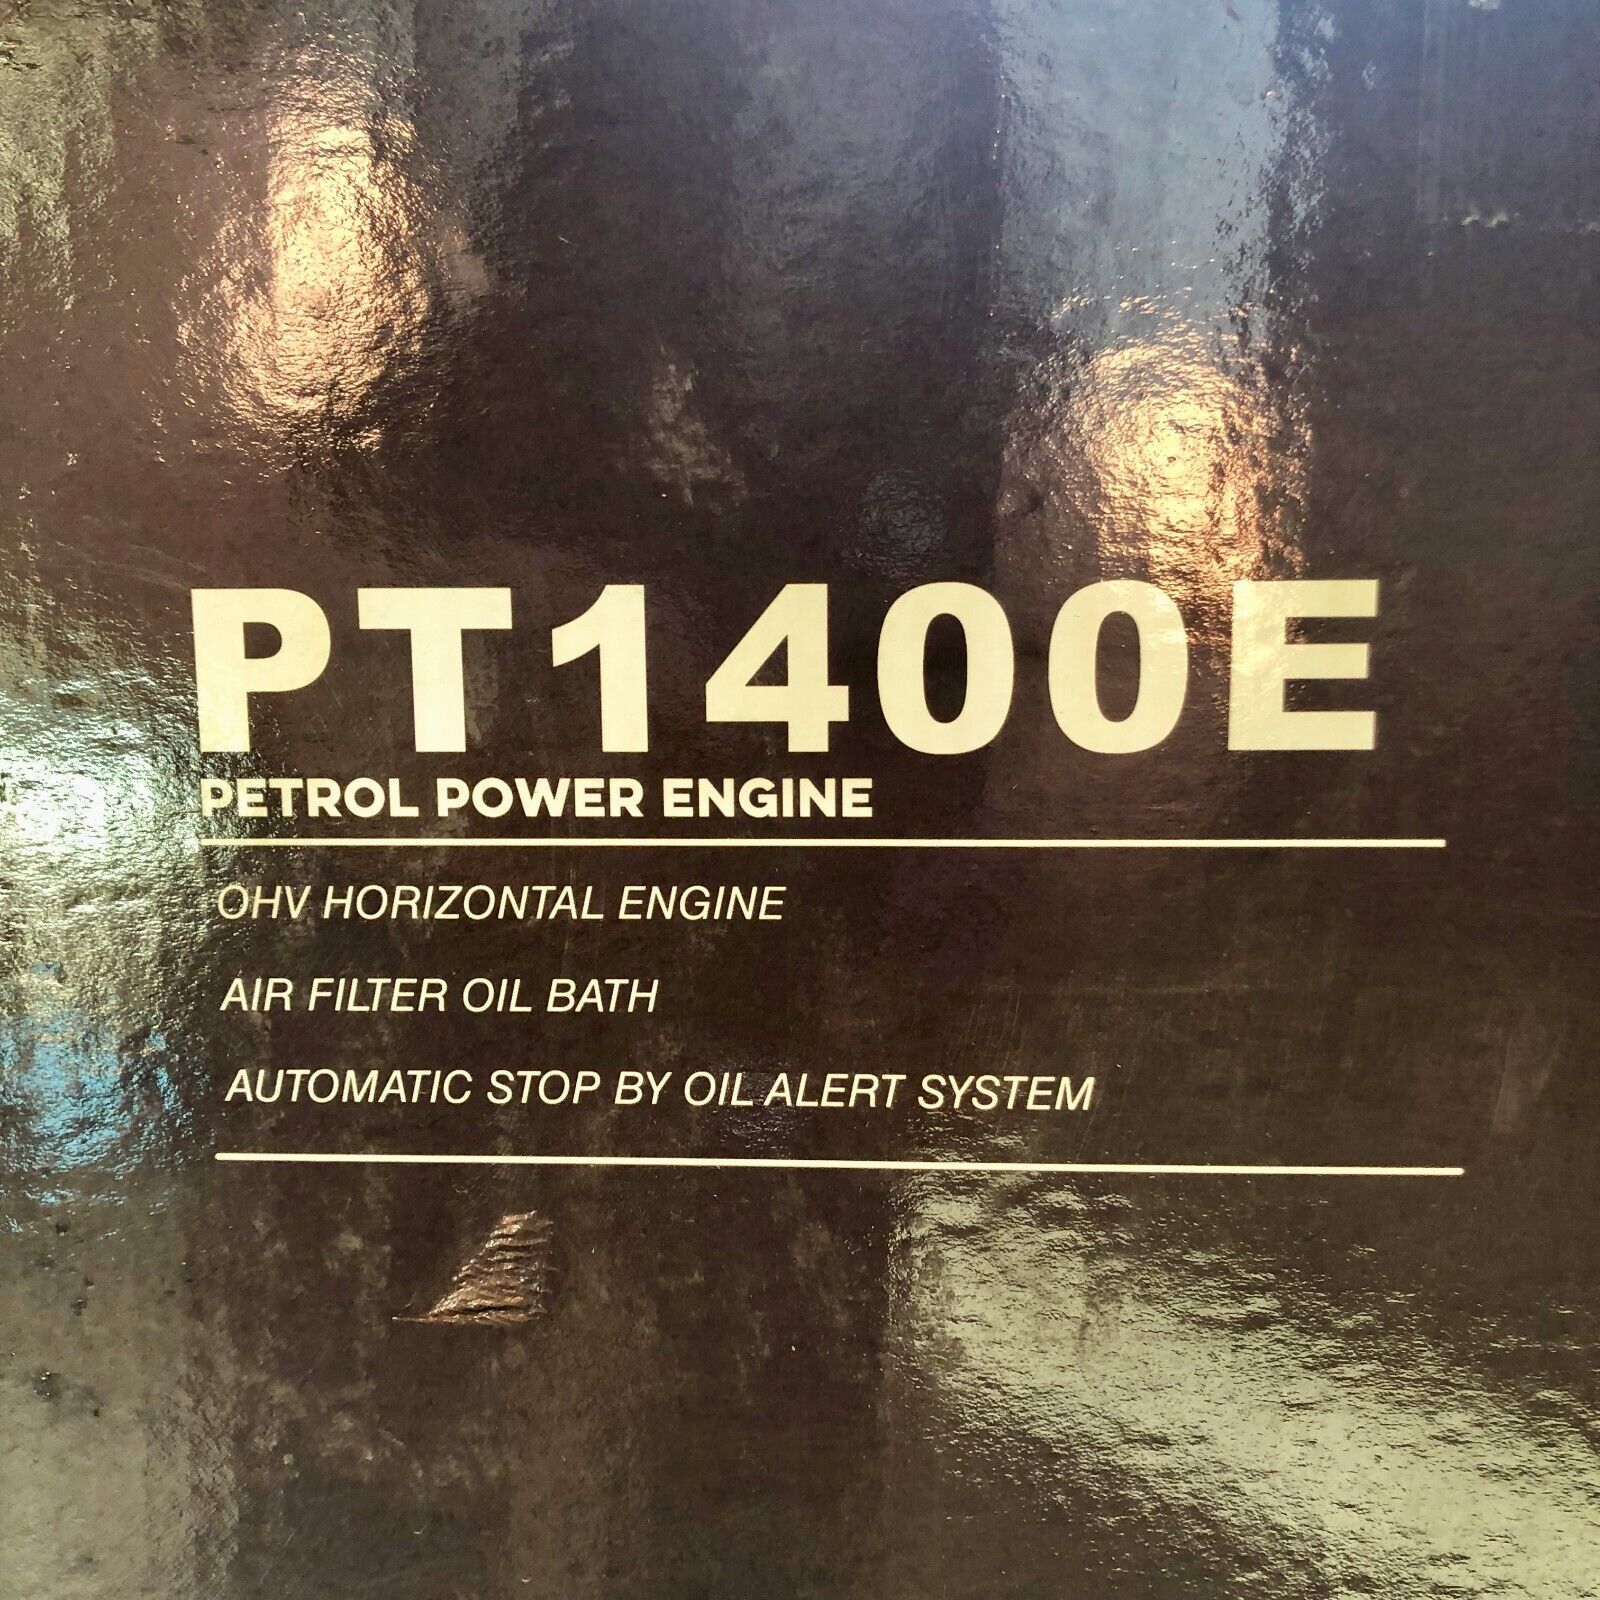 PT1400E
PETROL POWER ENGINE
OHV HORIZONTAL ENGINE
AIR FILTER OIL BATH
AUTOMATIC STOP BY OIL ALERT SYSTEM